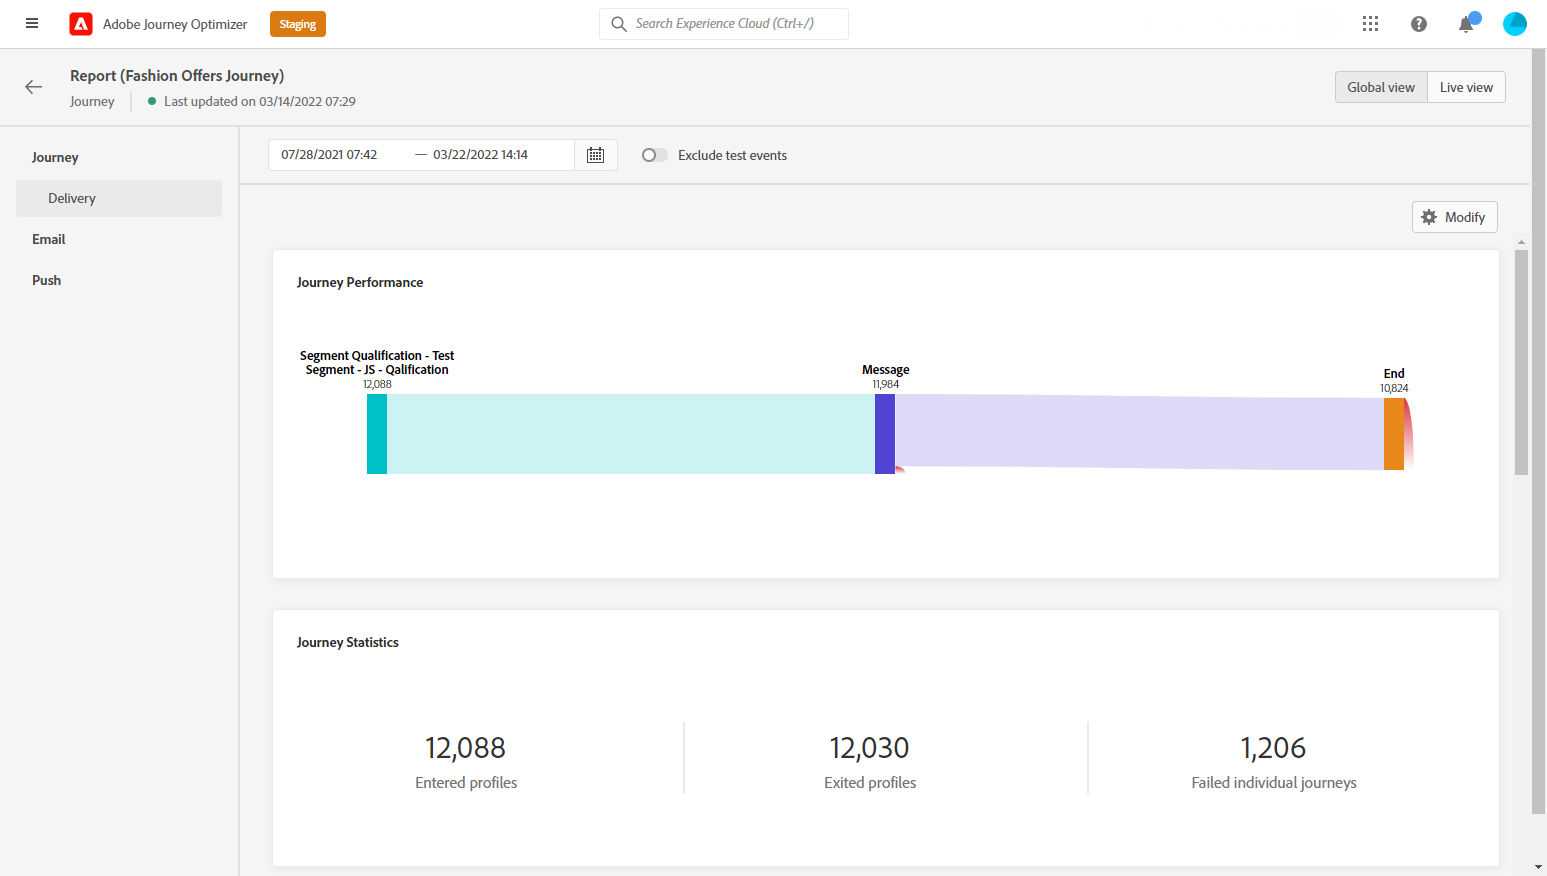 Adobe Journey Optimizer
Staging
Search Experience Cloud (Ctrl+/)
Report (Fashion Offers Journey)
Journey
Last updated on 03/14/2022 07:29
Global view
Live view
Journey
Delivery
Email
Push
07/28/2021 07:42 — 03/22/2022 14:14
Exclude test events
Modify
Journey Performance
Segment Qualification - Test
Segment - JS - Qalification
12,088
Message
11,984
End
10,824
Journey Statistics
12,088
Entered profiles
12,030
Exited profiles
1,206
Failed individual journeys